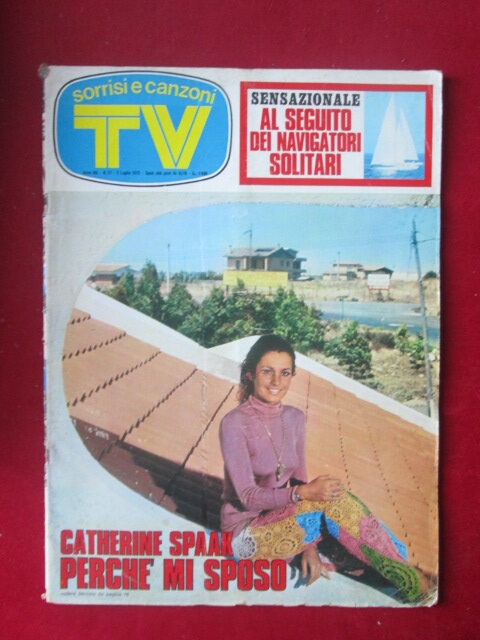 sorrisi e canzoni
TV
SENSAZIONALE
AL SEGUITO
DEI NAVIGATORI
SOLITARI
CATHERINE SPAAK
PERCHE' MI SPOSO